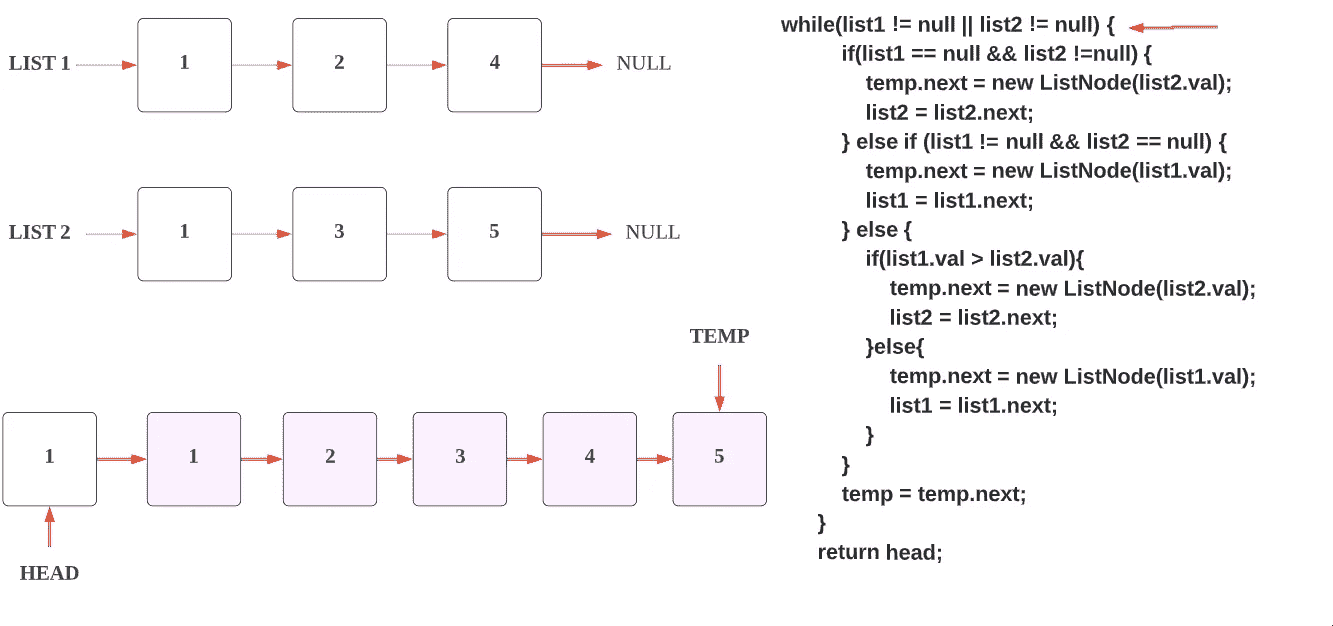 LIST 1 1 2 4 NULL
LIST 2 1 3 5 NULL
TEMP
1 1 2 3 4 5
HEAD
while(list1 != null || list2 != null) {
if(list1 == null && list2 !=null) {
temp.next = new ListNode(list2.val);
list2 = list2.next;
} else if (list1 != null && list2 == null) {
temp.next = new ListNode(list1.val);
list1 = list1.next;
} else {
if(list1.val > list2.val){
temp.next = new ListNode(list2.val);
list2 = list2.next;
}else{
temp.next = new ListNode(list1.val);
list1 = list1.next;
}
}
temp = temp.next;
}
return head;